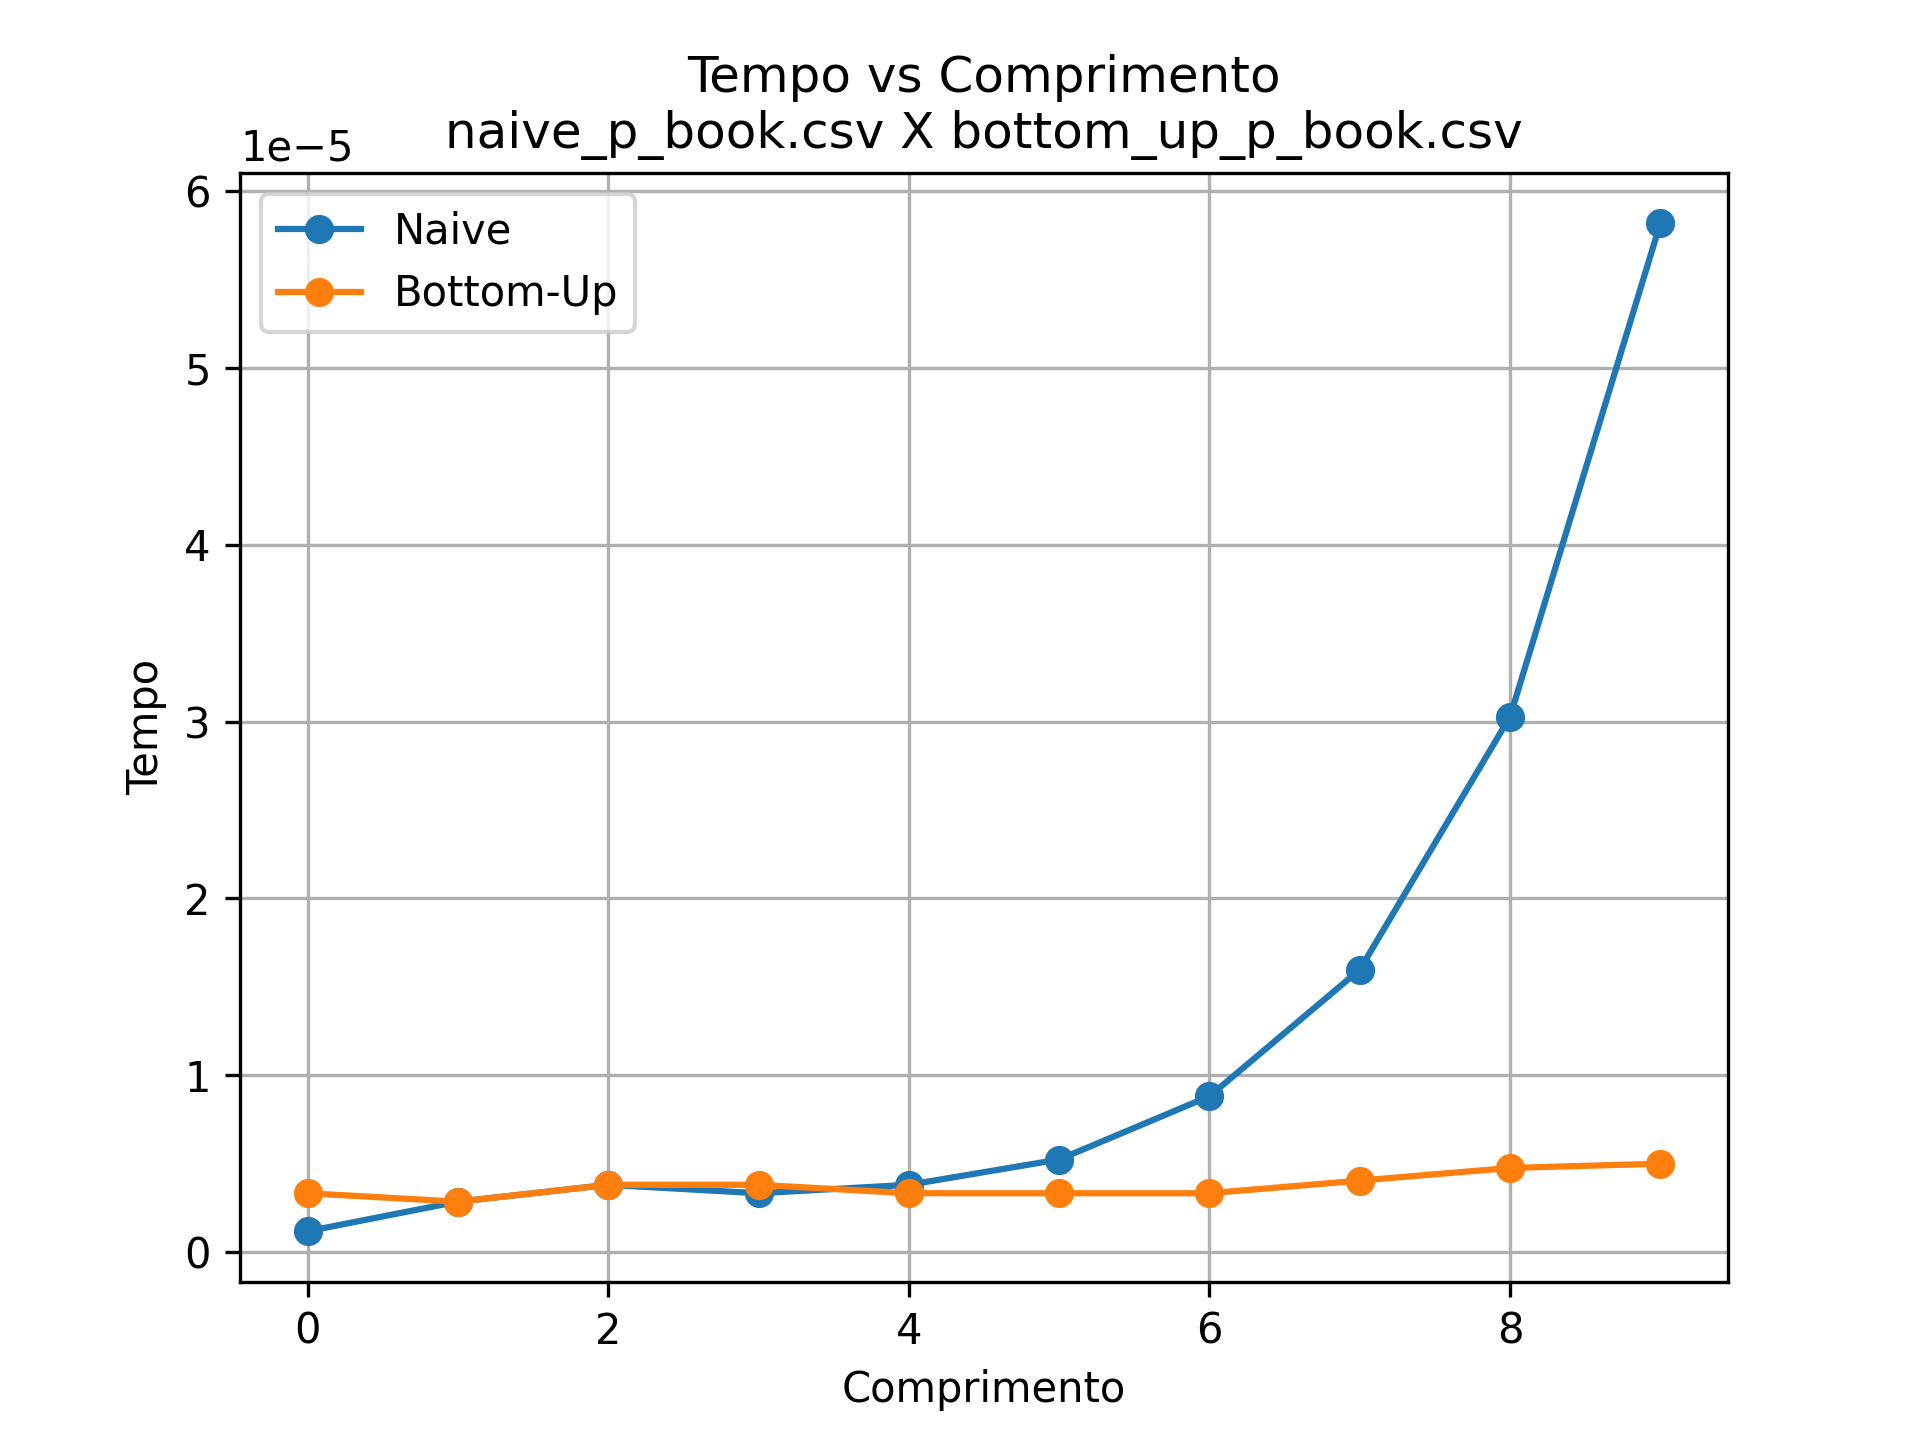 Tempo vs Comprimento
naive_p_book.csv X bottom_up_p_book.csv
1e−5
6
5
4
3
2
1
0
Tempo
Naive
Bottom-Up
0 2 4 6 8
Comprimento